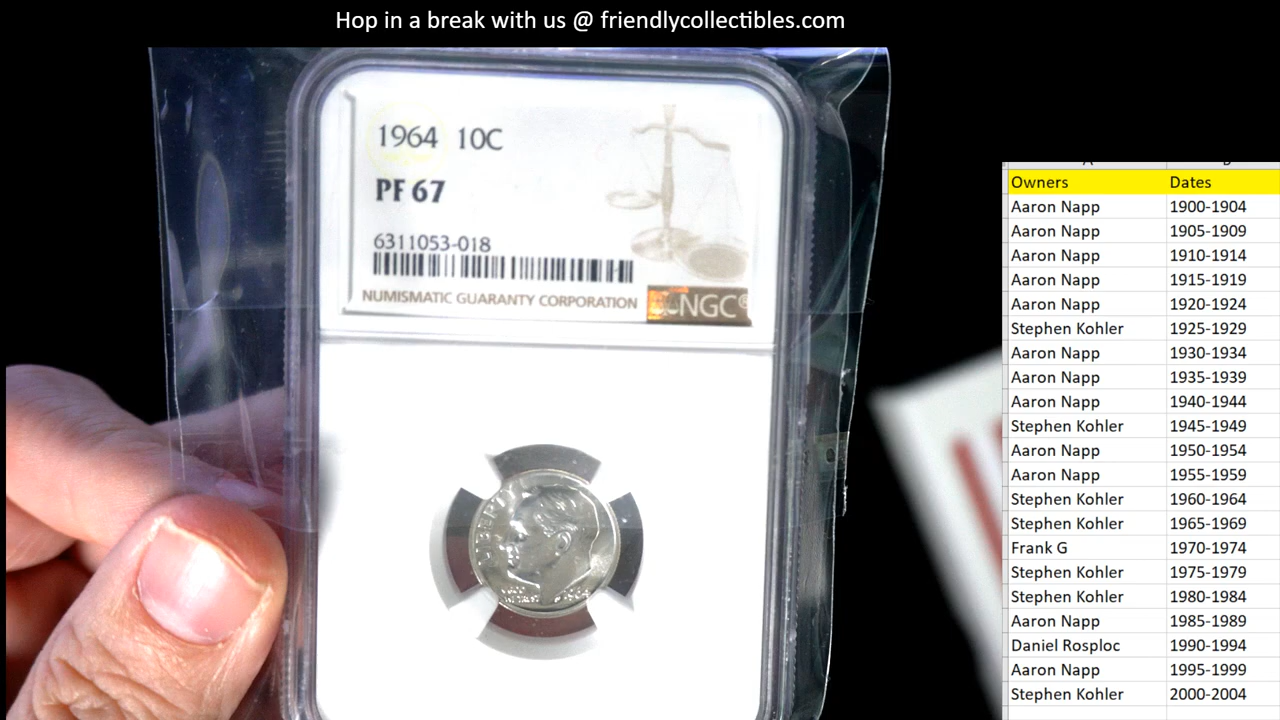 Hop in a break with us @ friendlycollectibles.com
1964 10C
PF 67
6311053-018
NUMISMATIC GUARANTY CORPORATION
NGC®
LIBERTY
Owners Dates
Aaron Napp 1900-1904
Aaron Napp 1905-1909
Aaron Napp 1910-1914
Aaron Napp 1915-1919
Aaron Napp 1920-1924
Stephen Kohler 1925-1929
Aaron Napp 1930-1934
Aaron Napp 1935-1939
Aaron Napp 1940-1944
Stephen Kohler 1945-1949
Aaron Napp 1950-1954
Aaron Napp 1955-1959
Stephen Kohler 1960-1964
Stephen Kohler 1965-1969
Frank G 1970-1974
Stephen Kohler 1975-1979
Stephen Kohler 1980-1984
Aaron Napp 1985-1989
Daniel Rosploc 1990-1994
Aaron Napp 1995-1999
Stephen Kohler 2000-2004